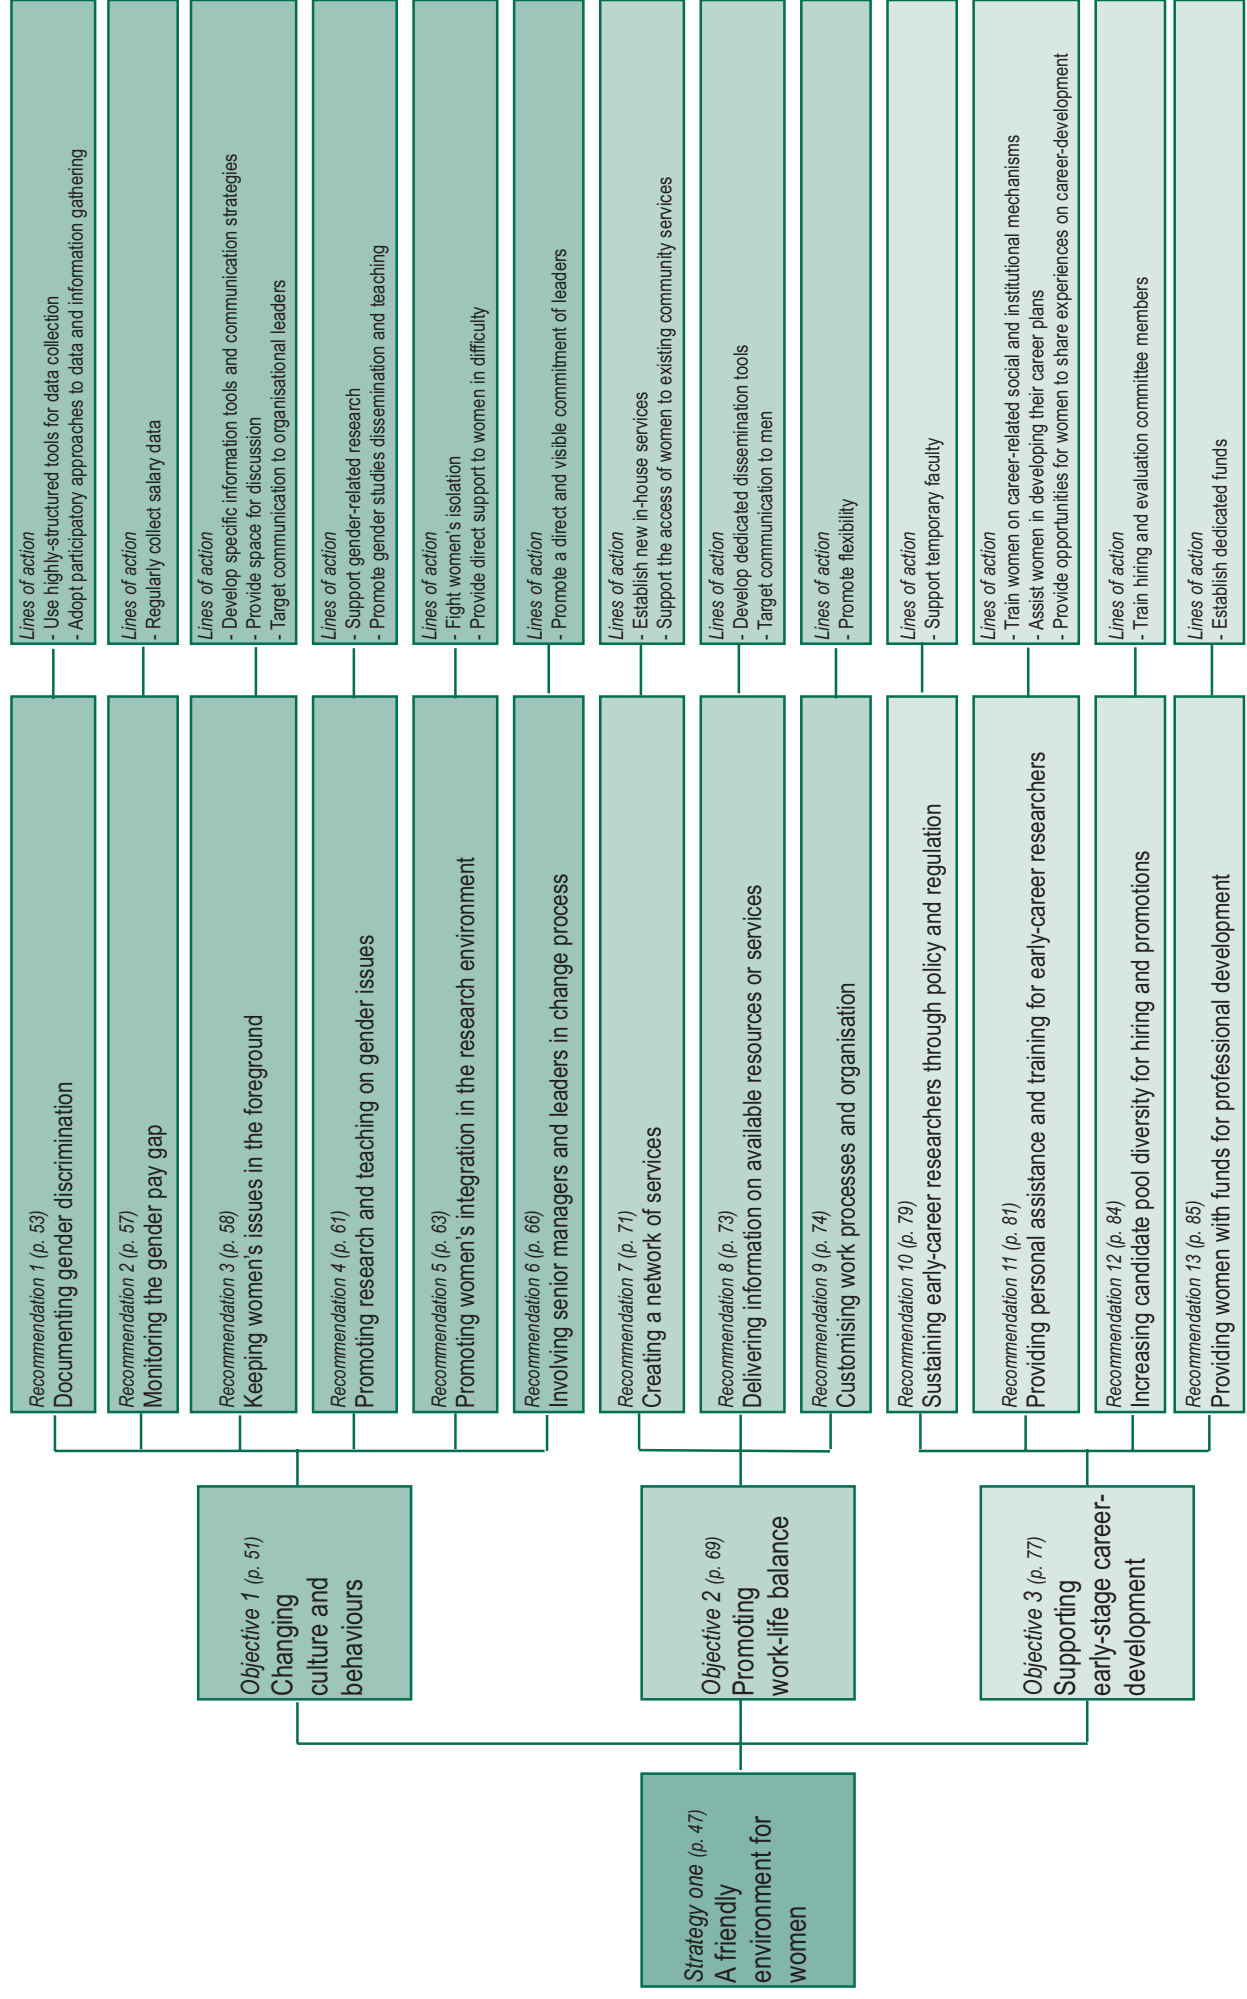 Strategy one (p. 47)
A friendly
environment for
women
Objective 1 (p. 51)
Changing
culture and
behaviours
Recommendation 1 (p. 53)
Documenting gender discrimination
Lines of action
- Use highly-structured tools for data collection
- Adopt participatory approaches to data and information gathering
Recommendation 2 (p. 57)
Monitoring the gender pay gap
Lines of action
- Regularly collect salary data
Recommendation 3 (p. 58)
Keeping women's issues in the foreground
Lines of action
- Develop specific information tools and communication strategies
- Provide space for discussion
- Target communication to organisational leaders
Recommendation 4 (p. 61)
Promoting research and teaching on gender issues
Lines of action
- Support gender-related research
- Promote gender studies dissemination and teaching
Recommendation 5 (p. 63)
Promoting women's integration in the research environment
Lines of action
- Fight women's isolation
- Provide direct support to women in difficulty
Recommendation 6 (p. 66)
Involving senior managers and leaders in change process
Lines of action
- Promote a direct and visible commitment of leaders
Objective 2 (p. 69)
Promoting
work-life balance
Recommendation 7 (p. 71)
Creating a network of services
Lines of action
- Establish new in-house services
- Support the access of women to existing community services
Recommendation 8 (p. 73)
Delivering information on available resources or services
Lines of action
- Develop dedicated dissemination tools
- Target communication to men
Recommendation 9 (p. 74)
Customising work processes and organisation
Lines of action
- Promote flexibility
Objective 3 (p. 77)
Supporting
early-stage career-
development
Recommendation 10 (p. 79)
Sustaining early-career researchers through policy and regulation
Lines of action
- Support temporary faculty
Recommendation 11 (p. 81)
Providing personal assistance and training for early-career researchers
Lines of action
- Train women on career-related social and institutional mechanisms
- Assist women in developing their career plans
- Provide opportunities for women to share experiences on career-development
Recommendation 12 (p. 84)
Increasing candidate pool diversity for hiring and promotions
Lines of action
- Train hiring and evaluation committee members
Recommendation 13 (p. 85)
Providing women with funds for professional development
Lines of action
- Establish dedicated funds